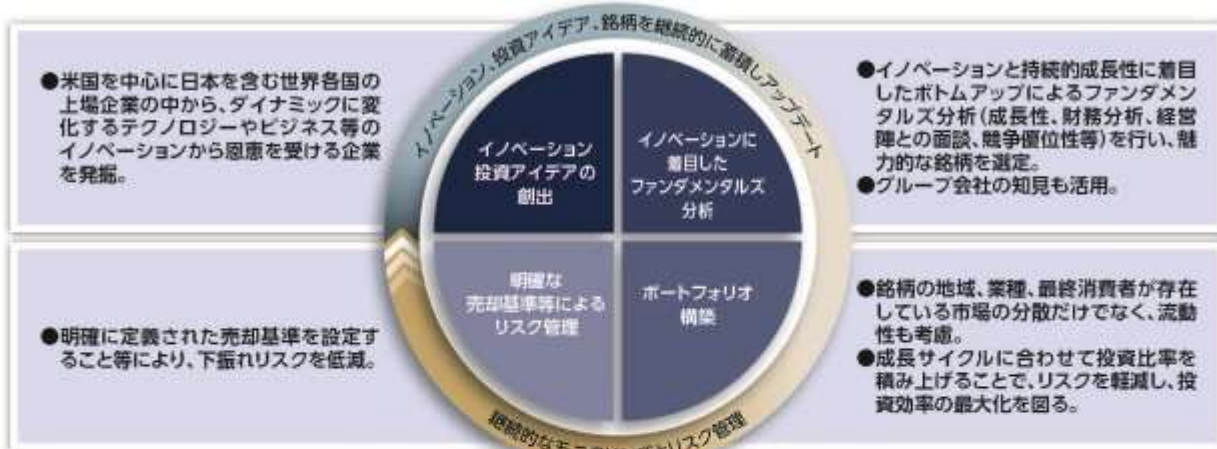 イノベーション、投資アイデア、銘柄を継続的に蓄積しアップデート
●米国を中心に日本を含む世界各国の
上場企業の中から、ダイナミックに変
化するテクノロジーやビジネス等の
イノベーションから恩恵を受ける企業
を発掘。
イノベーション
投資アイデアの
創出
イノベーションに
着目した
ファンダメンタルズ
分析
●イノベーションと持続的成長性に着目
したボトムアップによるファンダメン
タルズ分析(成長性、財務分析、経営
陣との面談、競争優位性等)を行い、魅
力的な銘柄を選定。
●グループ会社の知見も活用。
●明確に定義された売却基準を設定す
ること等により、下振れリスクを低減。
明確な
売却基準等による
リスク管理
ポートフォリオ
構築
●銘柄の地域、業種、最終消費者が存在
している市場の分散だけでなく、流動
性も考慮。
●成長サイクルに合わせて投資比率を
積み上げることで、リスクを軽減し、投
資効率の最大化を図る。
継続的な リスク管理